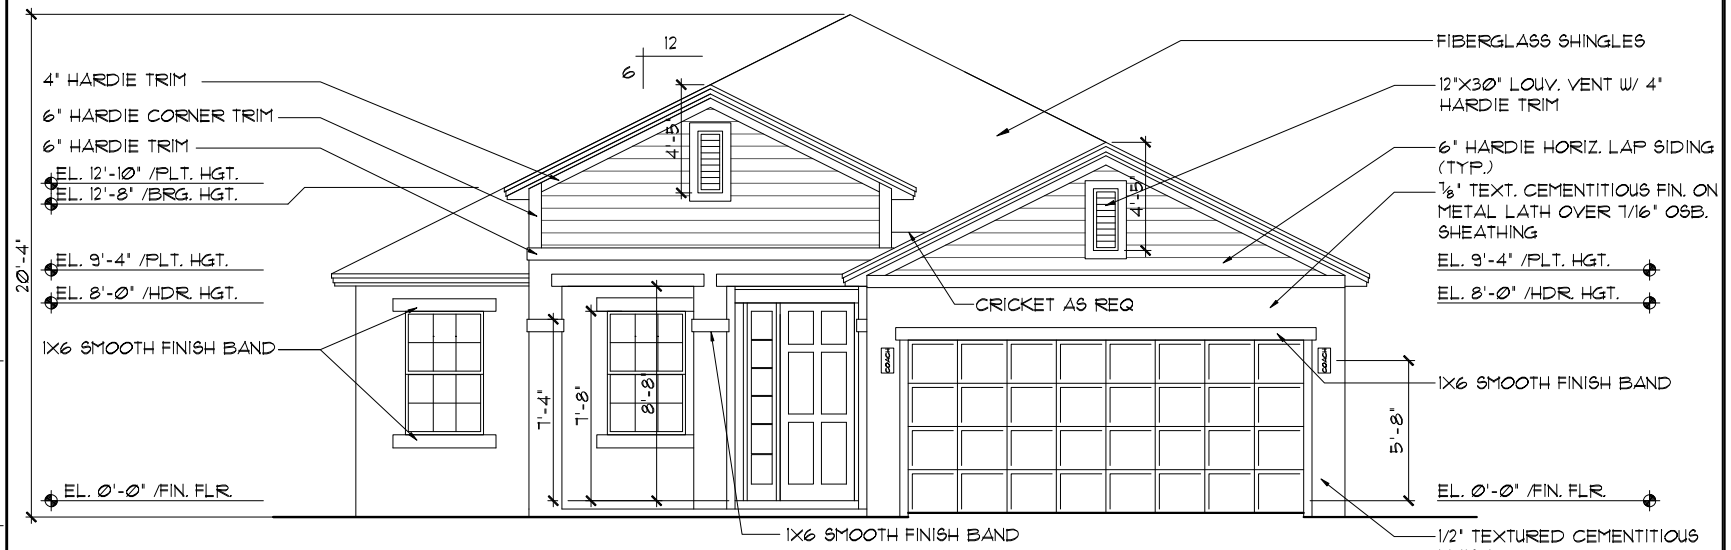 FIBERGLASS SHINGLES
12
6
4" HARDIE TRIM
12"X30" LOUV. VENT W/ 4"
HARDIE TRIM
6" HARDIE CORNER TRIM
6" HARDIE TRIM
4'-5"
6" HARDIE HORIZ. LAP SIDING
(TYP.)
EL. 12'-10" /PLT. HGT.
EL. 12'-8" /BRG. HGT.
4'-5"
7/8" TEXT. CEMENTITIOUS FIN. ON
METAL LATH OVER 7/16" OSB.
SHEATHING
20'-4"
EL. 9'-4" /PLT. HGT.
EL. 9'-4" /PLT. HGT.
EL. 8'-0" /HDR. HGT.
EL. 8'-0" /HDR. HGT.
CRICKET AS REQ
1X6 SMOOTH FINISH BAND
COACH
COACH
1X6 SMOOTH FINISH BAND
7'-4"
7'-8"
8'-8"
5'-8"
EL. 0'-0" /FIN. FLR.
EL. 0'-0" /FIN. FLR.
1X6 SMOOTH FINISH BAND
1/2" TEXTURED CEMENTITIOUS